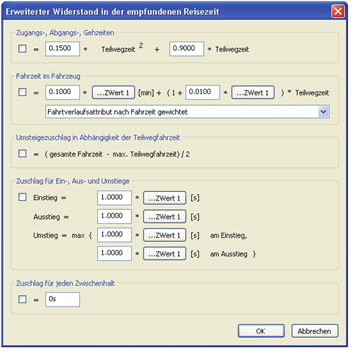 Erweiterter Widerstand in der empfundenen Reisezeit
Zugangs-, Abgangs-, Gehzeiten
= 0.1500 * Teilwegzeit 2 + 0.9000 * Teilwegzeit
Fahrzeit im Fahrzeug
= 0.1000 * ...ZWert 1 [min] + ( 1 + 0.0100 * ...ZWert 1 ) * Teilwegzeit
Fahrtverlaufsattribut nach Fahrzeit gewichtet
Umsteigezuschlag in Abhängigkeit der Teilwegfahrzeit
= ( gesamte Fahrzeit - max. Teilwegfahrzeit) / 2
Zuschlag für Ein-, Aus- und Umstiege
Einstieg = 1.0000 * ...ZWert 1 [s]
Ausstieg = 1.0000 * ...ZWert 1 [s]
Umstieg = max { 1.0000 * ...ZWert 1 [s] am Einstieg,
1.0000 * ...ZWert 1 [s] am Ausstieg }
Zuschlag für jeden Zwischenhalt
= 0s
OK Abbrechen